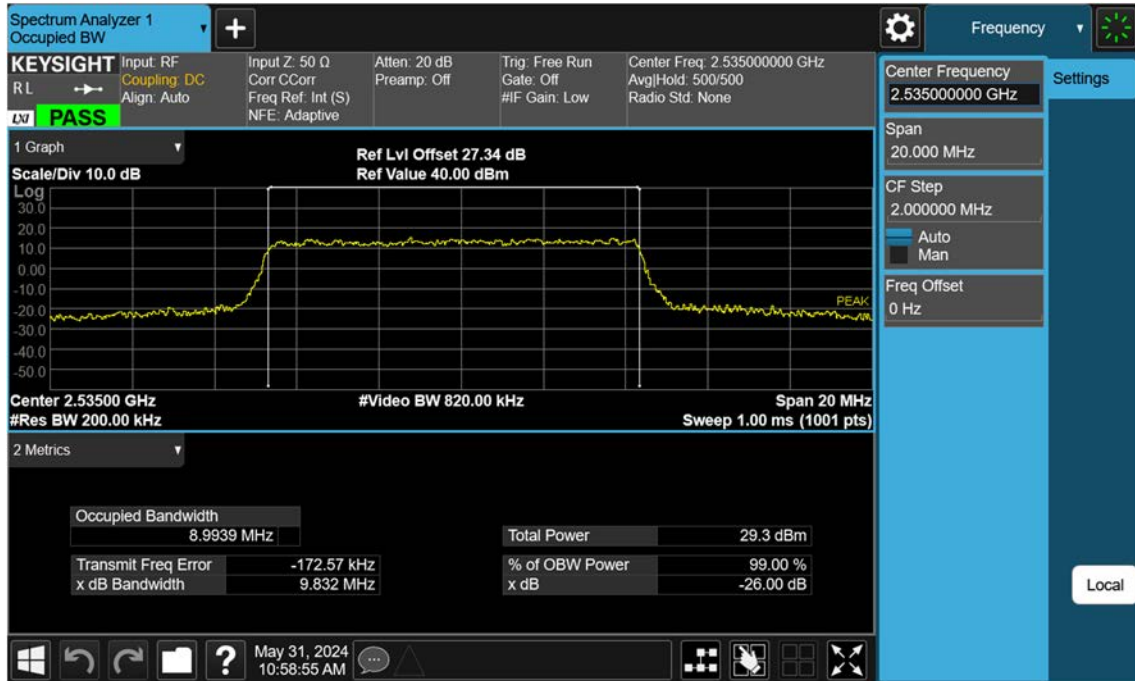 Spectrum Analyzer 1
Occupied BW
+
Frequency
KEYSIGHT
R L
LXI
PASS
Input: RF
Coupling: DC
Align: Auto
Input Z: 50 Ω
Corr CCorr
Freq Ref: Int (S)
NFE: Adaptive
Atten: 20 dB
Preamp: Off
Trig: Free Run
Gate: Off
#IF Gain: Low
Center Freq: 2.535000000 GHz
Avg|Hold: 500/500
Radio Std: None
Center Frequency
2.535000000 GHz
Settings
Span
20.000 MHz
CF Step
2.000000 MHz
Auto
Man
Freq Offset
0 Hz
Local
1 Graph
Scale/Div 10.0 dB
Ref Lvl Offset 27.34 dB
Ref Value 40.00 dBm
Log
30.0
20.0
10.0
0.00
-10.0
-20.0
-30.0
-40.0
-50.0
PEAK
Center 2.53500 GHz
#Video BW 820.00 kHz
Span 20 MHz
#Res BW 200.00 kHz
Sweep 1.00 ms (1001 pts)
2 Metrics
Occupied Bandwidth
8.9939 MHz
Total Power 29.3 dBm
Transmit Freq Error -172.57 kHz
% of OBW Power 99.00 %
x dB Bandwidth 9.832 MHz
x dB -26.00 dB
?
May 31, 2024
10:58:55 AM